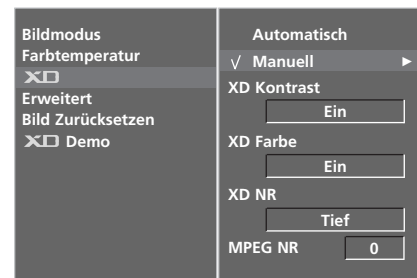 Bildmodus
Farbtemperatur
XD
Erweitert
Bild Zurücksetzen
XD Demo
Automatisch
√ Manuell ►
XD Kontrast
Ein
XD Farbe
Ein
XD NR
Tief
MPEG NR 0